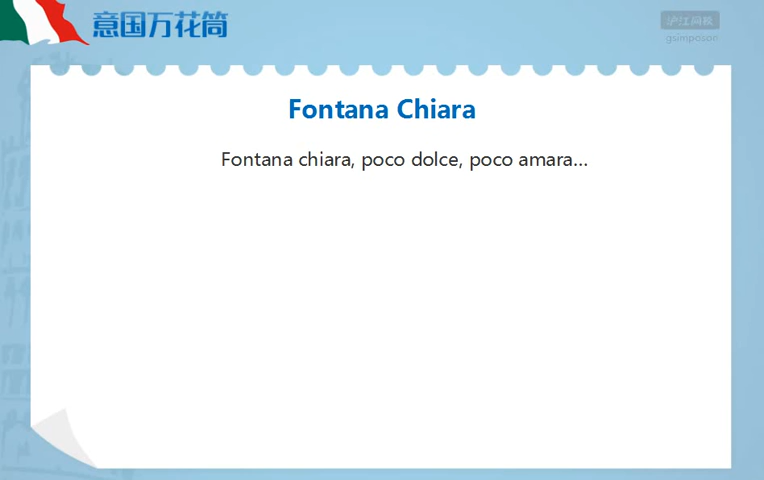 意国万花筒
沪江网校
gsimposon
Fontana Chiara
Fontana chiara, poco dolce, poco amara...